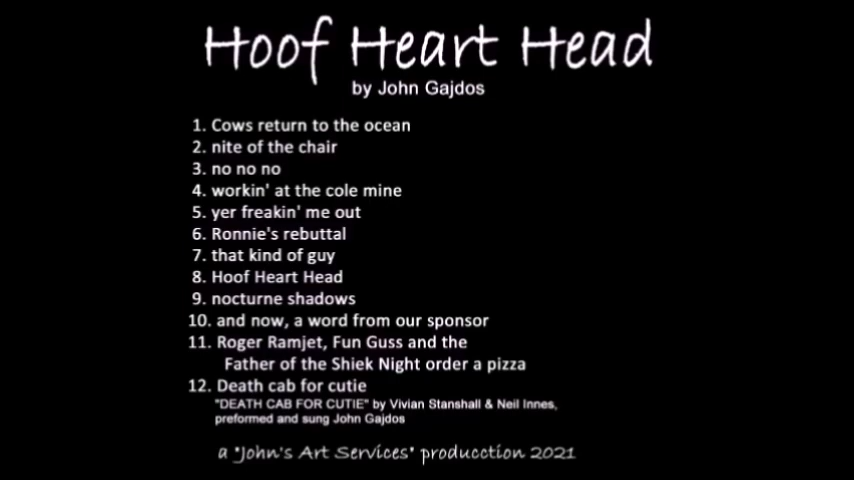 Hoof Heart Head
by John Gajdos
1. Cows return to the ocean
2. nite of the chair
3. no no no
4. workin' at the cole mine
5. yer freakin' me out
6. Ronnie's rebuttal
7. that kind of guy
8. Hoof Heart Head
9. nocturne shadows
10. and now, a word from our sponsor
11. Roger Ramjet, Fun Guss and the
Father of the Shiek Night order a pizza
12. Death cab for cutie
"DEATH CAB FOR CUTIE" by Vivian Stanshall & Neil Innes,
preformed and sung John Gajdos
a "John's Art Services" producction 2021